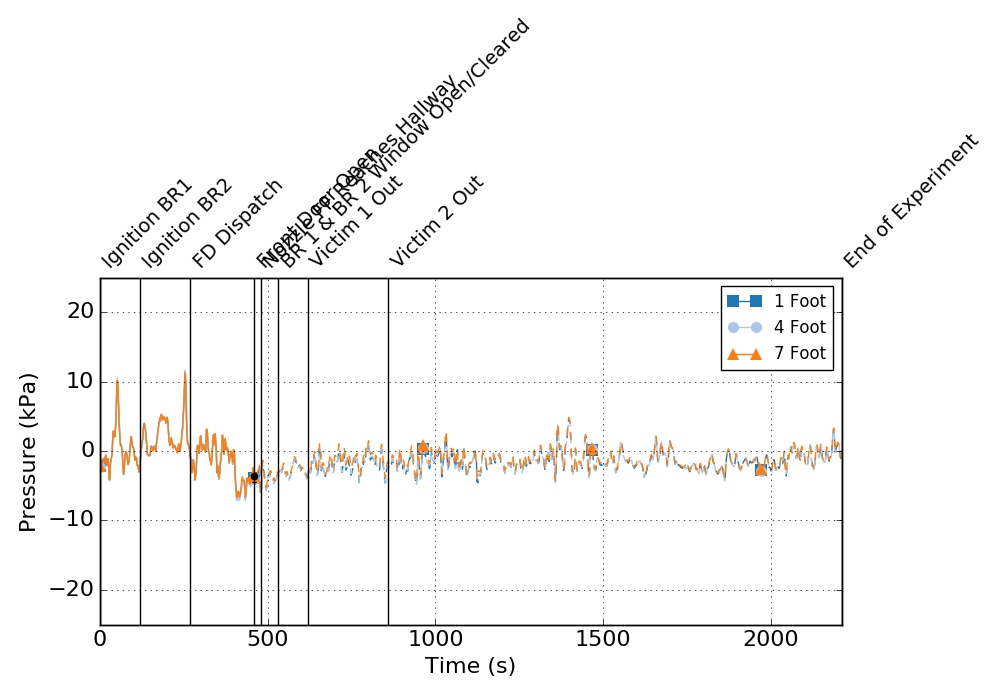 Ignition BR1
Ignition BR2
FD Dispatch
Front Door Open
Nozzle FF Reaches Hallway
BR 1 & BR 2 Window Open/Cleared
Victim 1 Out
Victim 2 Out
End of Experiment
1 Foot
4 Foot
7 Foot
Pressure (kPa)
20
10
0
−10
−20
0
500
1000
1500
2000
Time (s)